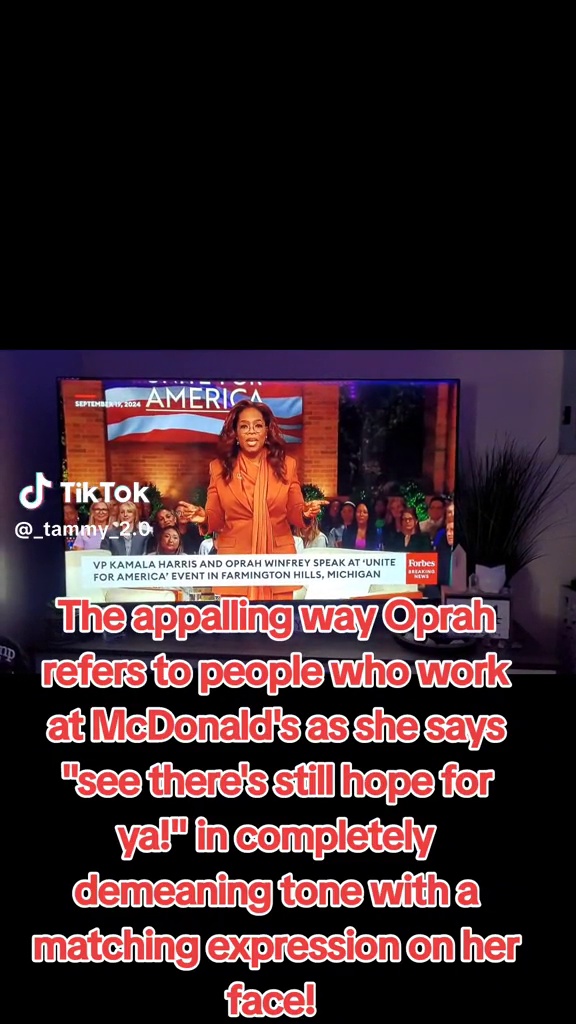 UNITE FOR
SEPTEMBER 19, 2024
AMERICA
TikTok
@_tammy_2.0
VP KAMALA HARRIS AND OPRAH WINFREY SPEAK AT 'UNITE
FOR AMERICA' EVENT IN FARMINGTON HILLS, MICHIGAN
Forbes
BREAKING
NEWS
The appalling way Oprah
refers to people who work
at McDonald's as she says
"see there's still hope for
ya!" in completely
demeaning tone with a
matching expression on her
face!